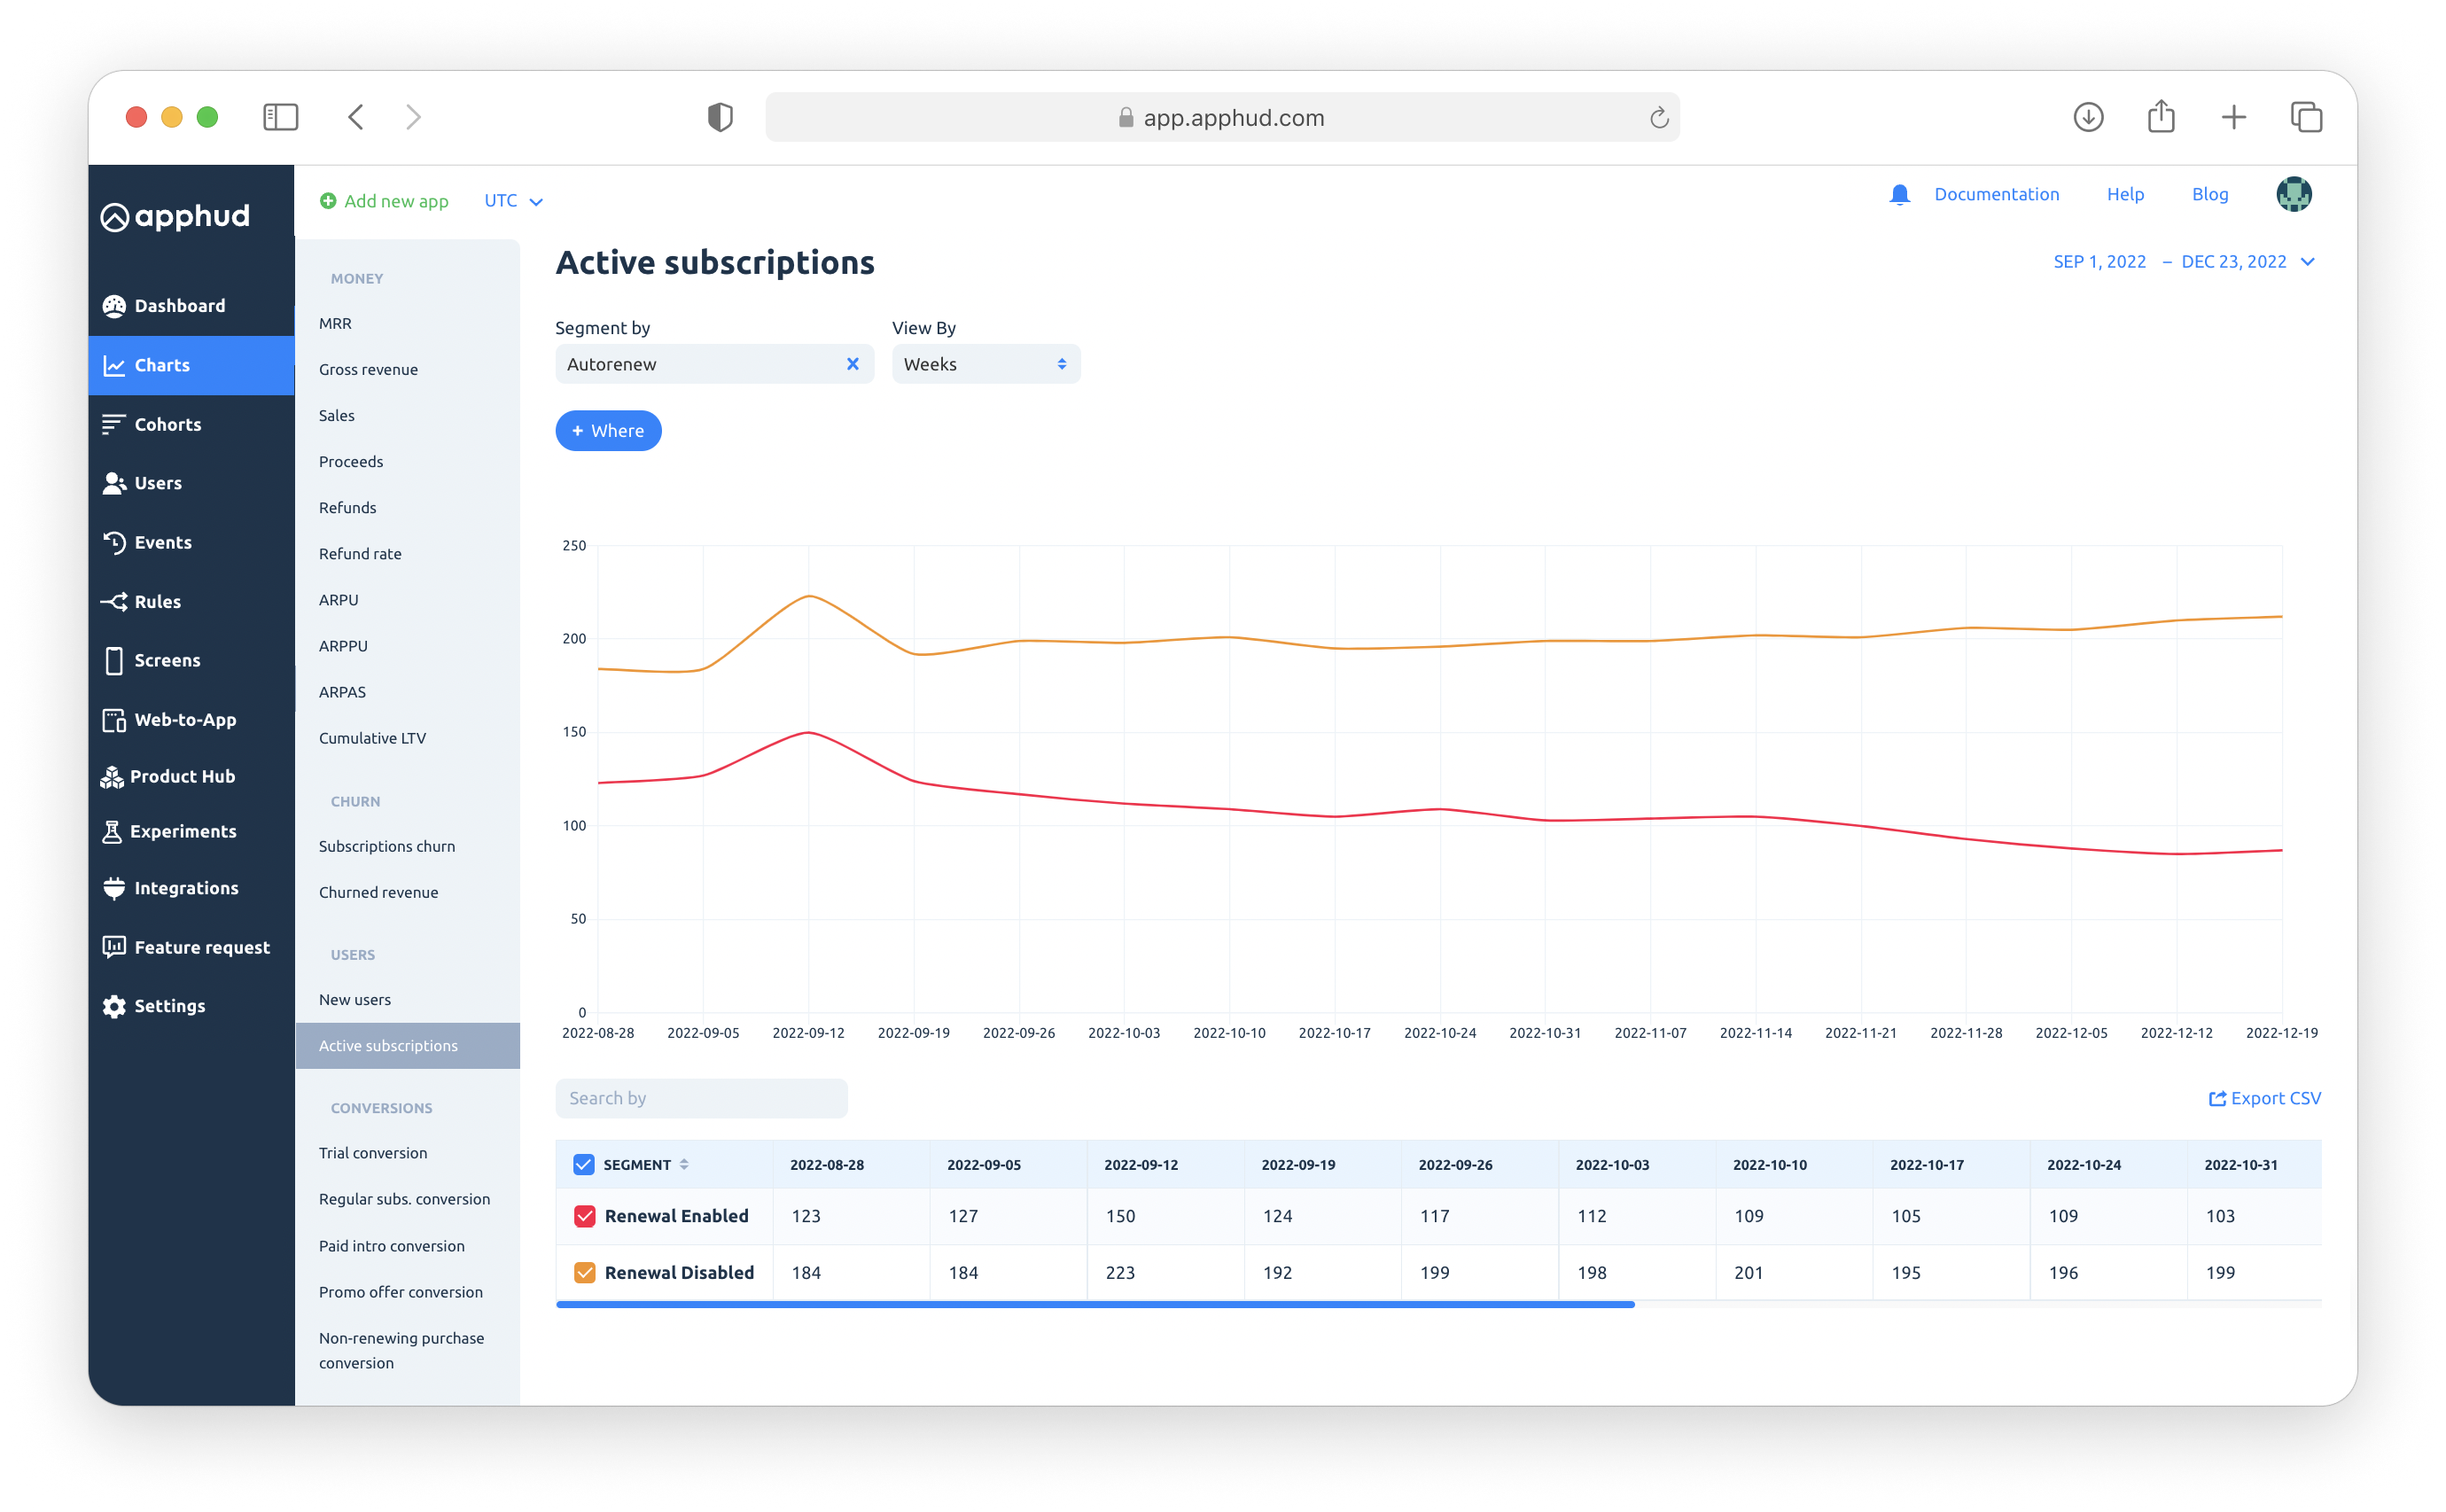 app.apphud.com
apphud
Add new app
UTC
Documentation
Help
Blog
Dashboard
Charts
Cohorts
Users
Events
Rules
Screens
Web-to-App
Product Hub
Experiments
Integrations
Feature request
Settings
MONEY
MRR
Gross revenue
Sales
Proceeds
Refunds
Refund rate
ARPU
ARPPU
ARPAS
Cumulative LTV
CHURN
Subscriptions churn
Churned revenue
USERS
New users
Active subscriptions
CONVERSIONS
Trial conversion
Regular subs. conversion
Paid intro conversion
Promo offer conversion
Non-renewing purchase
conversion
Active subscriptions
SEP 1, 2022 – DEC 23, 2022
Segment by
View By
Autorenew
Weeks
+ Where
250
200
150
100
50
0
2022-08-28 2022-09-05 2022-09-12 2022-09-19 2022-09-26 2022-10-03 2022-10-10 2022-10-17 2022-10-24 2022-10-31 2022-11-07 2022-11-14 2022-11-21 2022-11-28 2022-12-05 2022-12-12 2022-12-19
Search by
Export CSV
SEGMENT 2022-08-28 2022-09-05 2022-09-12 2022-09-19 2022-09-26 2022-10-03 2022-10-10 2022-10-17 2022-10-24 2022-10-31
Renewal Enabled 123 127 150 124 117 112 109 105 109 103
Renewal Disabled 184 184 223 192 199 198 201 195 196 199